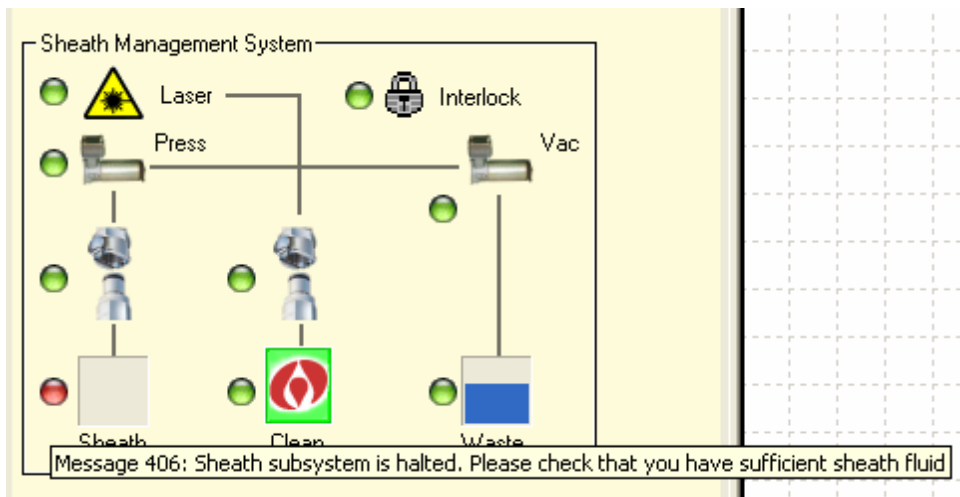 Sheath Management System
Laser
Interlock
Press
Vac
Sheath
Clean
Waste
Message 406: Sheath subsystem is halted. Please check that you have sufficient sheath fluid